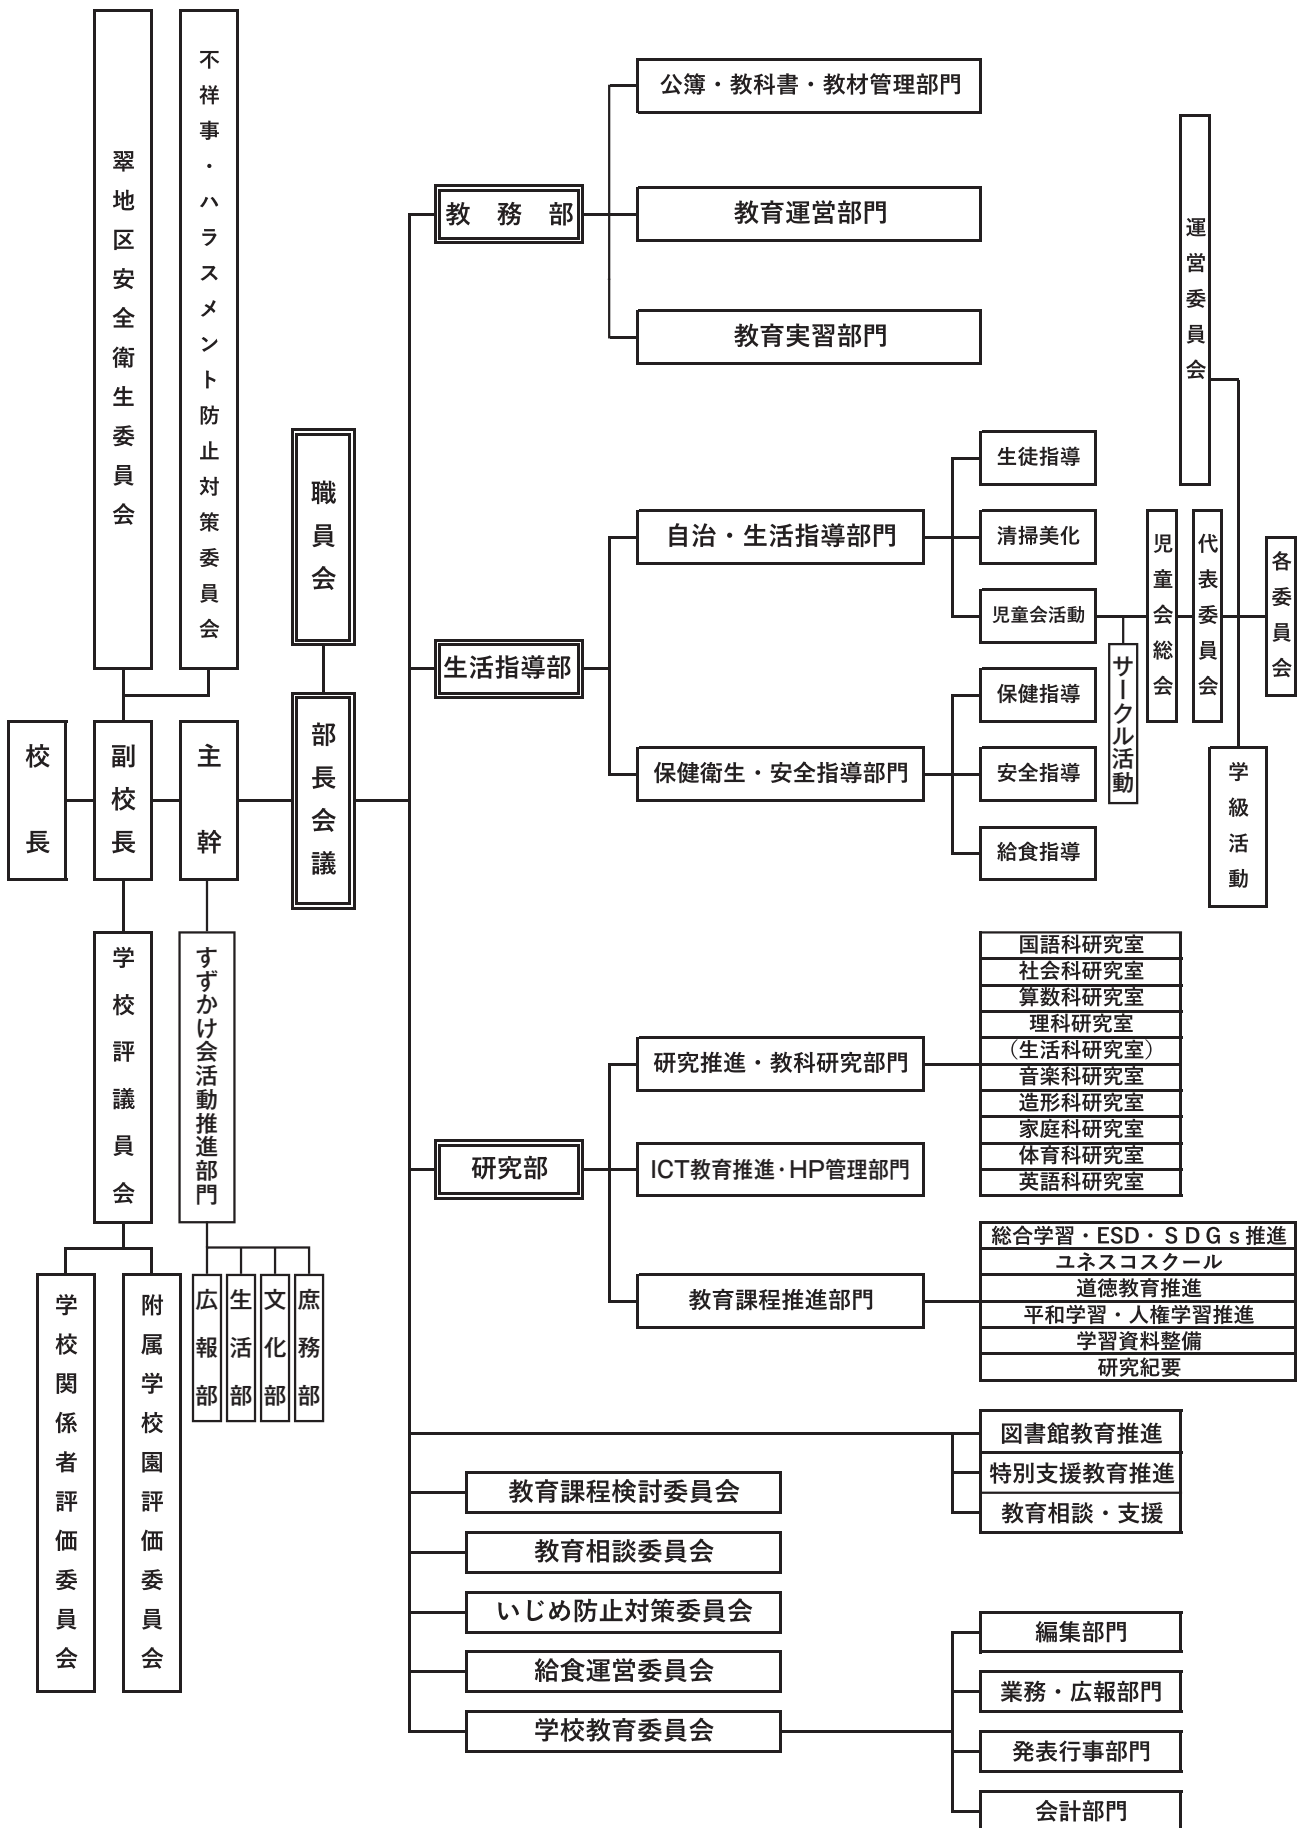 翠地区安全衛生委員会
不祥事・ハラスメント防止対策委員会
校長
副校長
主幹
職員会
部長会議
学校評議員会
すずかけ会活動推進部門
学校関係者評価委員会
附属学校園評価委員会
広報部
生活部
文化部
庶務部
教務部
公簿・教科書・教材管理部門
教育運営部門
教育実習部門
生活指導部
自治・生活指導部門
生徒指導
清掃美化
児童会活動
サークル活動
児童会総会
代表委員会
運営委員会
各委員会
学級活動
保健衛生・安全指導部門
保健指導
安全指導
給食指導
研究部
研究推進・教科研究部門
国語科研究室
社会科研究室
算数科研究室
理科研究室
（生活科研究室）
音楽科研究室
造形科研究室
家庭科研究室
体育科研究室
英語科研究室
ICT教育推進・HP管理部門
教育課程推進部門
総合学習・ESD・ＳＤＧｓ推進
ユネスコスクール
道徳教育推進
平和学習・人権学習推進
学習資料整備
研究紀要
図書館教育推進
特別支援教育推進
教育相談・支援
教育課程検討委員会
教育相談委員会
いじめ防止対策委員会
給食運営委員会
学校教育委員会
編集部門
業務・広報部門
発表行事部門
会計部門